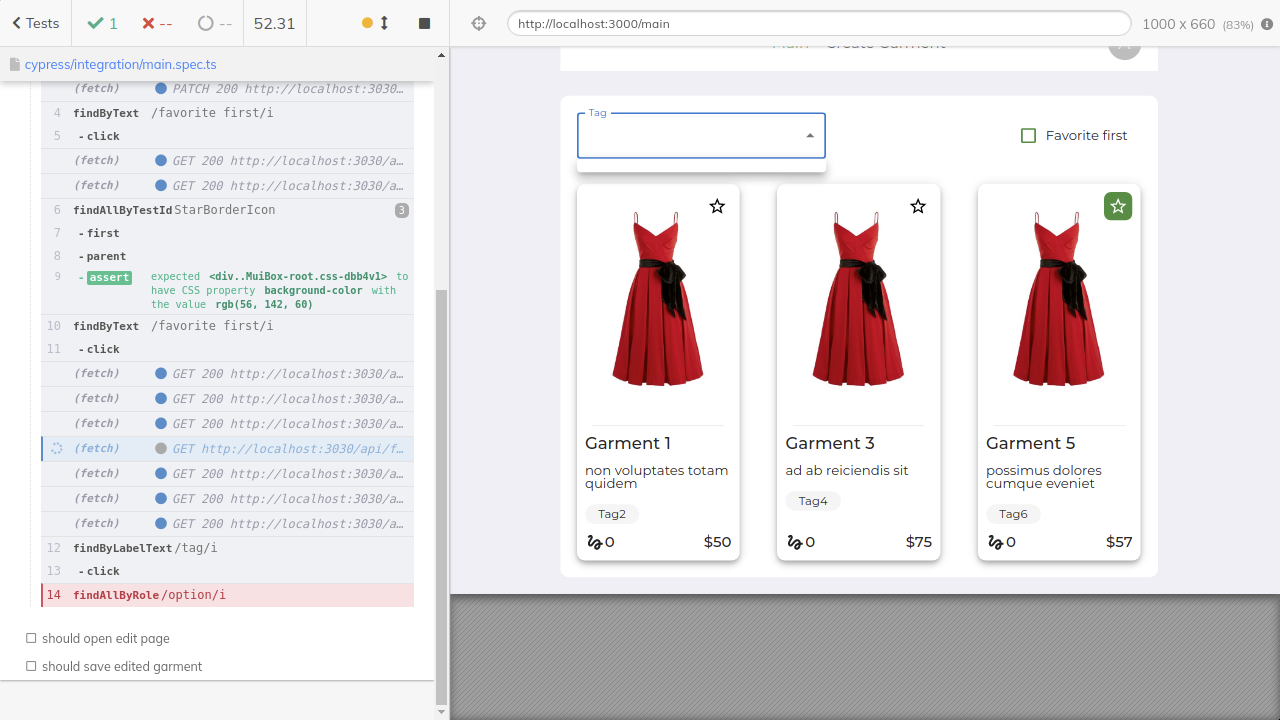 Tests
1
--
--
52.31
http://localhost:3000/main
1000 x 660 (83%)
cypress/integration/main.spec.ts
(fetch) PATCH 200 http://localhost:3030…
4 findByText /favorite first/i
5 - click
(fetch) GET 200 http://localhost:3030/a…
(fetch) GET 200 http://localhost:3030/a…
6 findAllByTestId StarBorderIcon 3
7 - first
8 - parent
9 - assert expected <div..MuiBox-root.css-dbb4v1> to
have CSS property background-color with
the value rgb(56, 142, 60)
10 findByText /favorite first/i
11 - click
(fetch) GET 200 http://localhost:3030/a…
(fetch) GET 200 http://localhost:3030/a…
(fetch) GET 200 http://localhost:3030/a…
(fetch) GET http://localhost:3030/api/f…
(fetch) GET 200 http://localhost:3030/a…
(fetch) GET 200 http://localhost:3030/a…
(fetch) GET 200 http://localhost:3030/a…
12 findByLabelText /tag/i
13 - click
14 findAllByRole /option/i
should open edit page
should save edited garment
Main Create Garment
Tag
Favorite first
Garment 1
non voluptates totam
quidem
Tag2
0 $50
Garment 3
ad ab reiciendis sit
Tag4
0 $75
Garment 5
possimus dolores
cumque eveniet
Tag6
0 $57